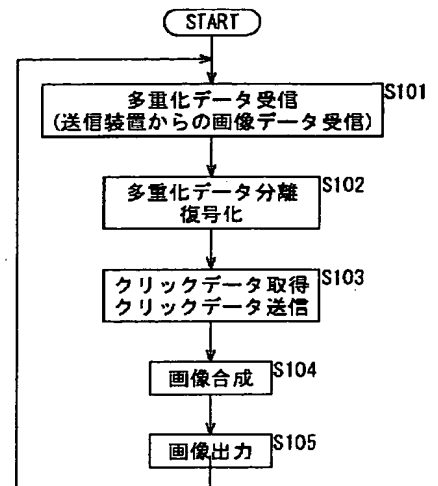 START
多重化データ受信
(送信装置からの画像データ受信)
S101
多重化データ分離
復号化
S102
クリックデータ取得
クリックデータ送信
S103
画像合成
S104
画像出力
S105